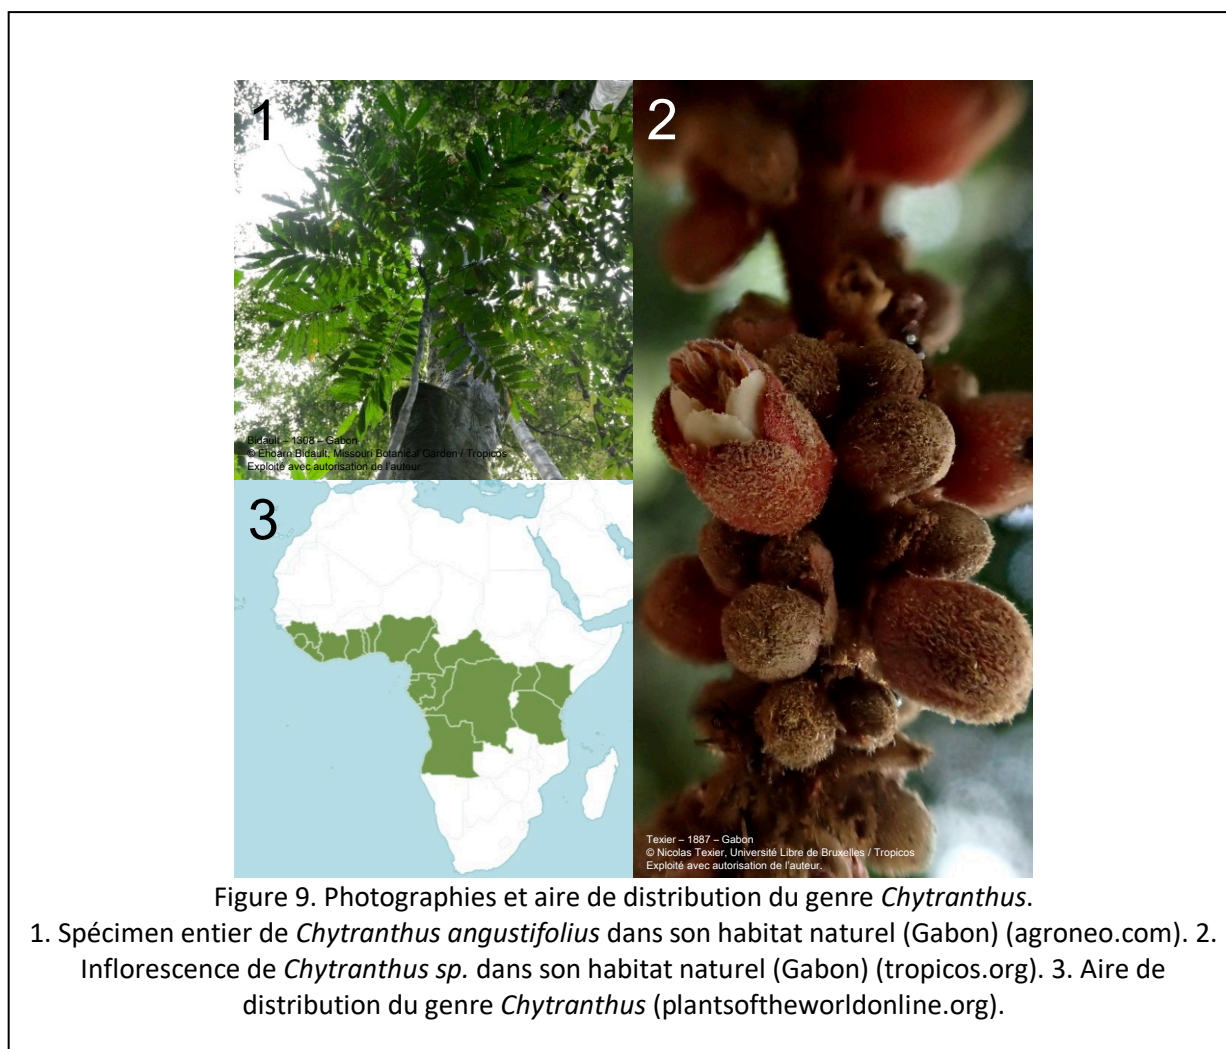 1
Bidault – 1308 – Gabon
© Ehoarn Bidault, Missouri Botanical Garden / Tropicos
Exploité avec autorisation de l'auteur.
2
Texier – 1887 – Gabon
© Nicolas Texier, Université Libre de Bruxelles / Tropicos
Exploité avec autorisation de l'auteur.
3
Figure 9. Photographies et aire de distribution du genre Chytranthus.
1. Spécimen entier de Chytranthus angustifolius dans son habitat naturel (Gabon) (agroneo.com). 2.
Inflorescence de Chytranthus sp. dans son habitat naturel (Gabon) (tropicos.org). 3. Aire de
distribution du genre Chytranthus (plantsoftheworldonline.org).